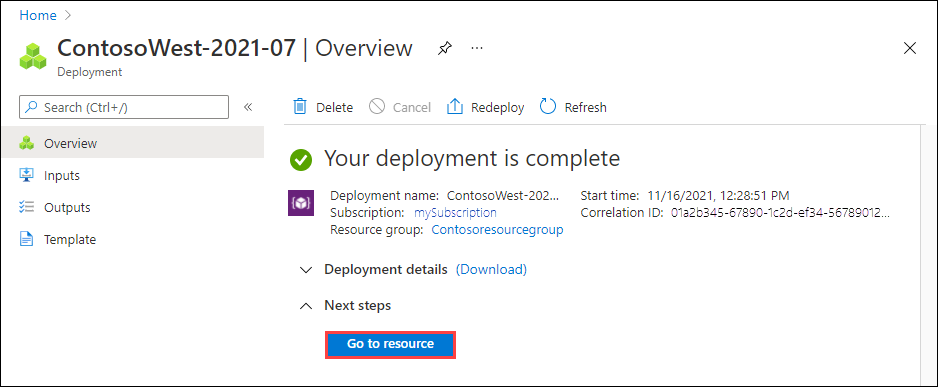 Home >
ContosoWest-2021-07 | Overview ...
Deployment
Search (Ctrl+/) «
Delete Cancel Redeploy Refresh
Overview
Inputs
Outputs
Template
Your deployment is complete
Deployment name: ContosoWest-202... Start time: 11/16/2021, 12:28:51 PM
Subscription: mySubscription Correlation ID: 01a2b345-67890-1c2d-ef34-56789012...
Resource group: Contosoresourcegroup
Deployment details (Download)
Next steps
Go to resource